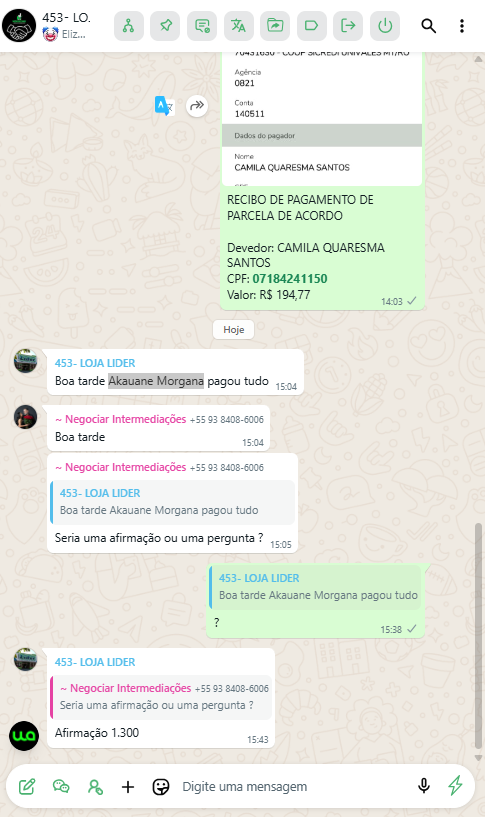 453- LO.
Eliz...
70431630 - COOP SICREDI UNIVALES MT/RO
Agência
0821
Conta
140511
Dados do pagador
Nome
CAMILA QUARESMA SANTOS
RECIBO DE PAGAMENTO DE
PARCELA DE ACORDO
Devedor: CAMILA QUARESMA
SANTOS
CPF: 07184241150
Valor: R$ 194,77
14:03
Hoje
453- LOJA LIDER
Boa tarde Akauane Morgana pagou tudo
15:04
~ Negociar Intermediações +55 93 8408-6006
Boa tarde
15:04
~ Negociar Intermediações +55 93 8408-6006
453- LOJA LIDER
Boa tarde Akauane Morgana pagou tudo
Seria uma afirmação ou uma pergunta ?
15:05
453- LOJA LIDER
Boa tarde Akauane Morgana pagou tudo
?
15:38
453- LOJA LIDER
~ Negociar Intermediações +55 93 8408-6006
Seria uma afirmação ou uma pergunta ?
Afirmação 1.300
15:43
Digite uma mensagem